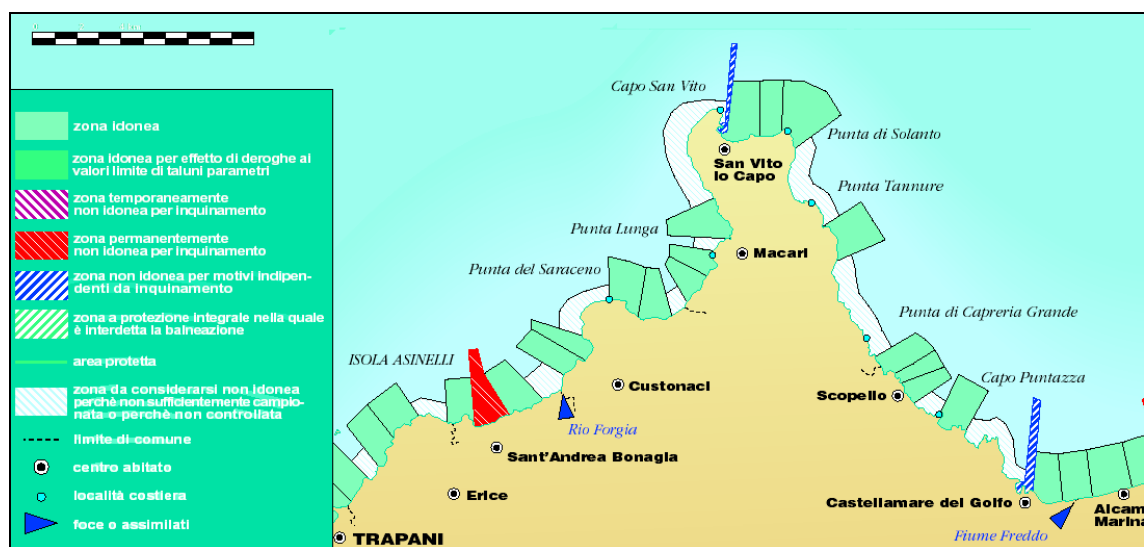 zona idonea
zona idonea per effetto di deroghe ai
valori limite di taluni parametri
zona temporaneamente
non idonea per inquinamento
zona permanentemente
non idonea per inquinamento
zona non idonea per motivi indipen-
denti da inquinamento
zona a protezione integrale nella quale
è interdetta la balneazione
area protetta
zona da considerarsi non idonea
perchè non sufficientemente campio-
nata o perchè non controllata
limite di comune
centro abitato
località costiera
foce o assimilati
Capo San Vito
Punta di Solanto
San Vito
lo Capo
Punta Tannure
Punta Lunga
Macari
Punta del Saraceno
Punta di Capreria Grande
ISOLA ASINELLI
Capo Puntazza
Custonaci
Scopello
Rio Forgia
Sant'Andrea Bonagia
Erice
Castellamare del Golfo
Alcam
Marina
TRAPANI
Fiume Freddo